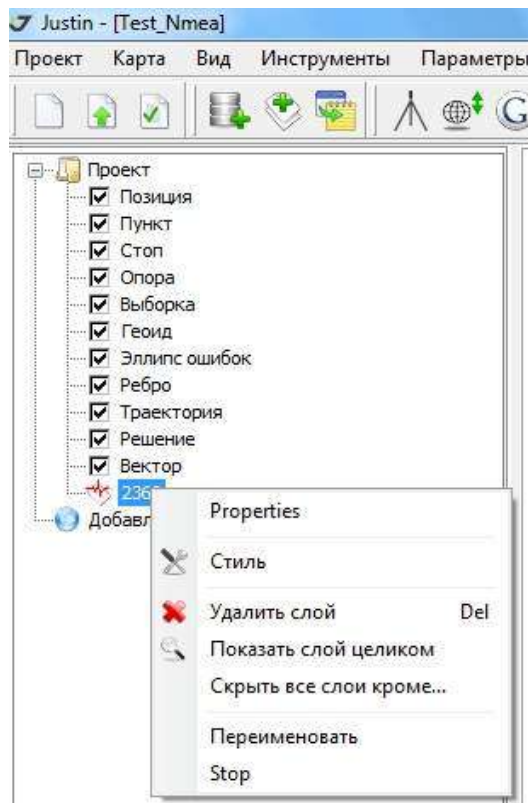 Justin - [Test_Nmea]
Проект Карта Вид Инструменты Параметры
Проект
Позиция
Пункт
Стоп
Опора
Выборка
Геоид
Эллипс ошибок
Ребро
Траектория
Решение
Вектор
Properties
Стиль
Удалить слой Del
Показать слой целиком
Скрыть все слои кроме...
Переименовать
Stop